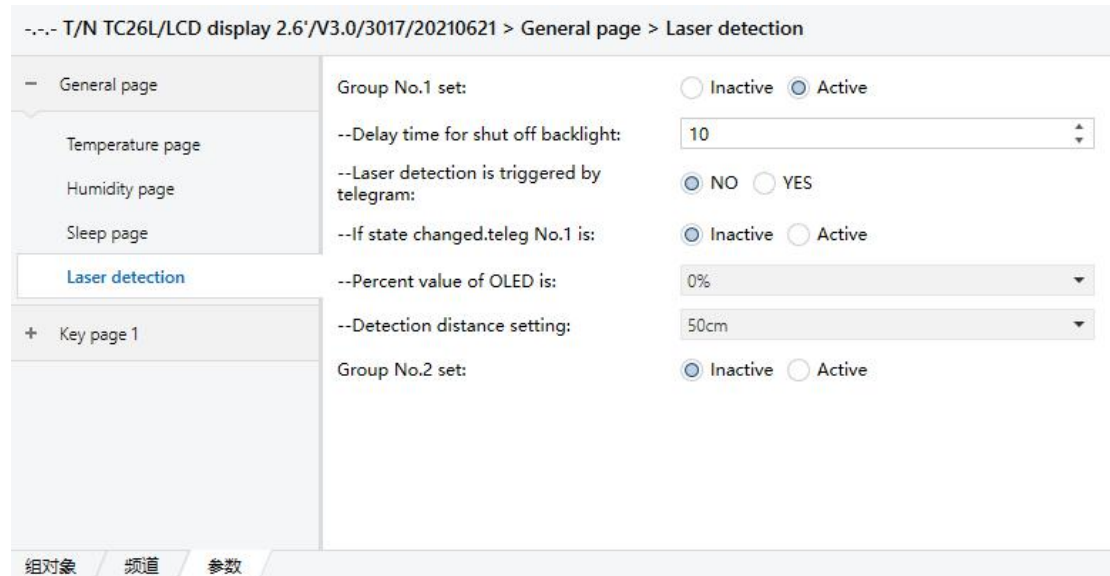 -.-.- T/N TC26L/LCD display 2.6'/V3.0/3017/20210621 > General page > Laser detection
General page
Temperature page
Humidity page
Sleep page
Laser detection
Key page 1
Group No.1 set: Inactive Active
--Delay time for shut off backlight: 10
--Laser detection is triggered by
telegram: NO YES
--If state changed.teleg No.1 is: Inactive Active
--Percent value of OLED is: 0%
--Detection distance setting: 50cm
Group No.2 set: Inactive Active
组对象 频道 参数